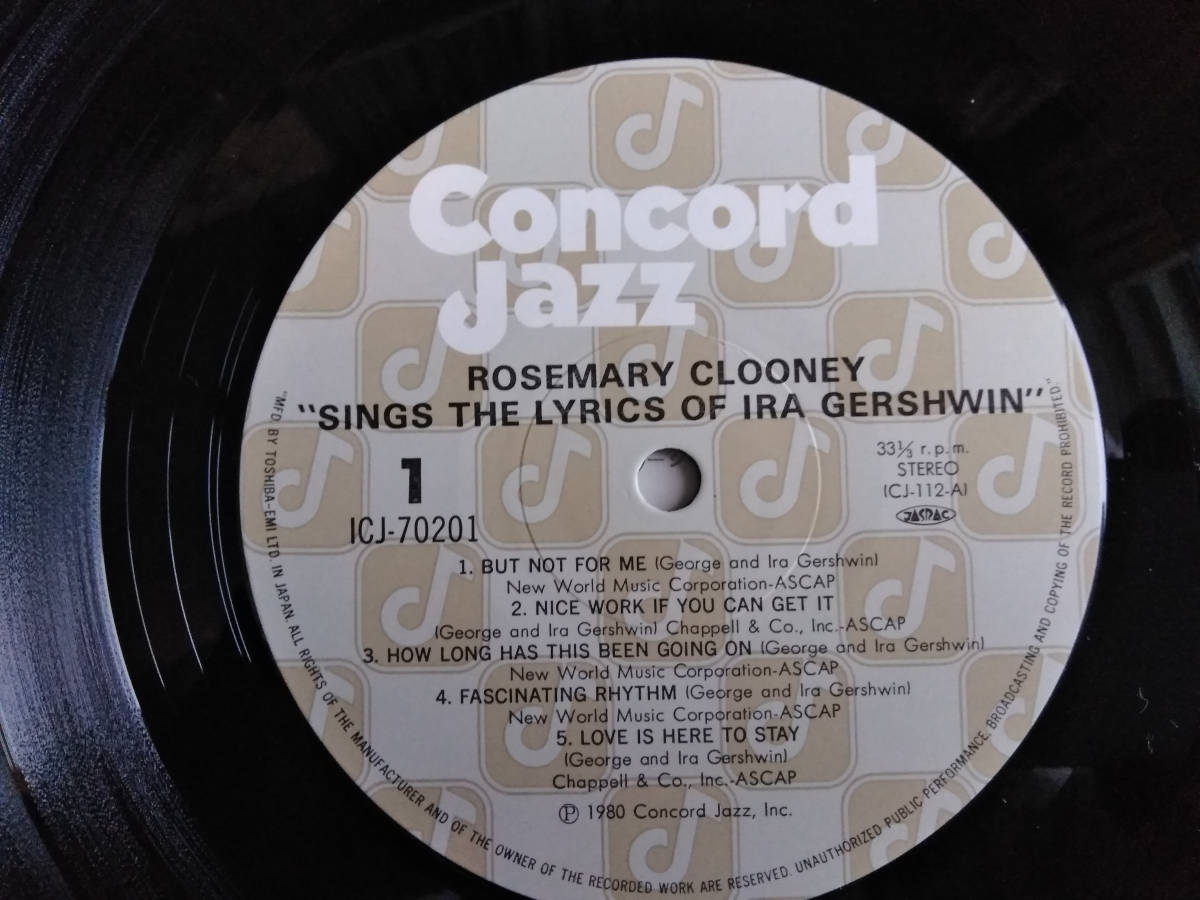 Concord
Jazz
ROSEMARY CLOONEY
"SINGS THE LYRICS OF IRA GERSHWIN"
1
ICJ-70201
33⅓ r.p.m.
STEREO
(CJ-112-A)
JASRAC
1. BUT NOT FOR ME (George and Ira Gershwin)
New World Music Corporation-ASCAP
2. NICE WORK IF YOU CAN GET IT
(George and Ira Gershwin) Chappell & Co., Inc.-ASCAP
3. HOW LONG HAS THIS BEEN GOING ON (George and Ira Gershwin)
New World Music Corporation-ASCAP
4. FASCINATING RHYTHM (George and Ira Gershwin)
New World Music Corporation-ASCAP
5. LOVE IS HERE TO STAY
(George and Ira Gershwin)
Chappell & Co., Inc.-ASCAP
℗ 1980 Concord Jazz, Inc.
"MFD. BY TOSHIBA-EMI LTD. IN JAPAN. ALL RIGHTS OF THE MANUFACTURER AND OF THE OWNER OF THE RECORDED WORK ARE RESERVED. UNAUTHORIZED PUBLIC PERFORMANCE, BROADCASTING AND COPYING OF THE RECORD PROHIBITED."